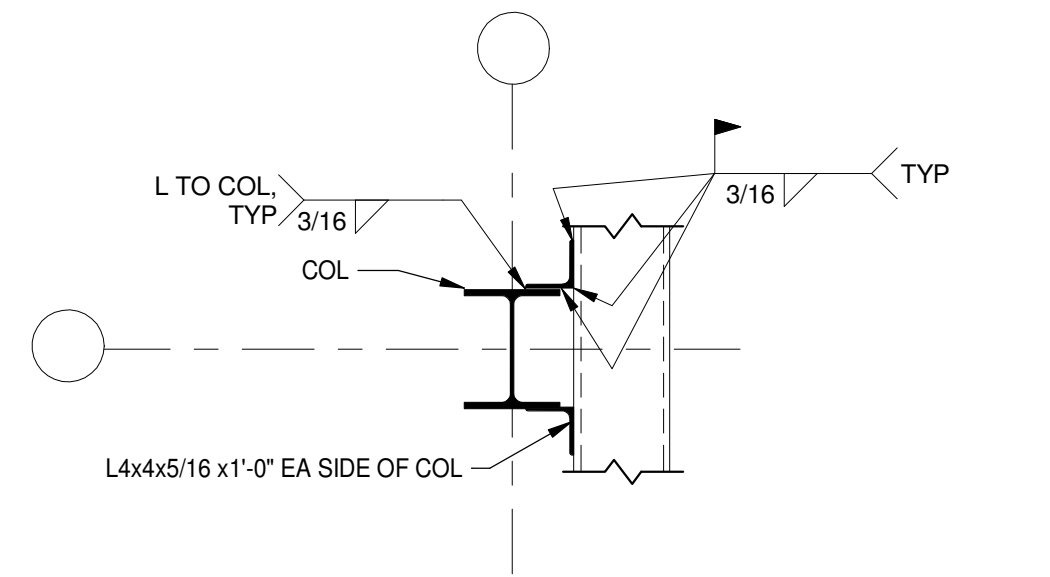 L TO COL,
TYP
3/16
3/16
TYP
COL
L4x4x5/16 x1'-0" EA SIDE OF COL